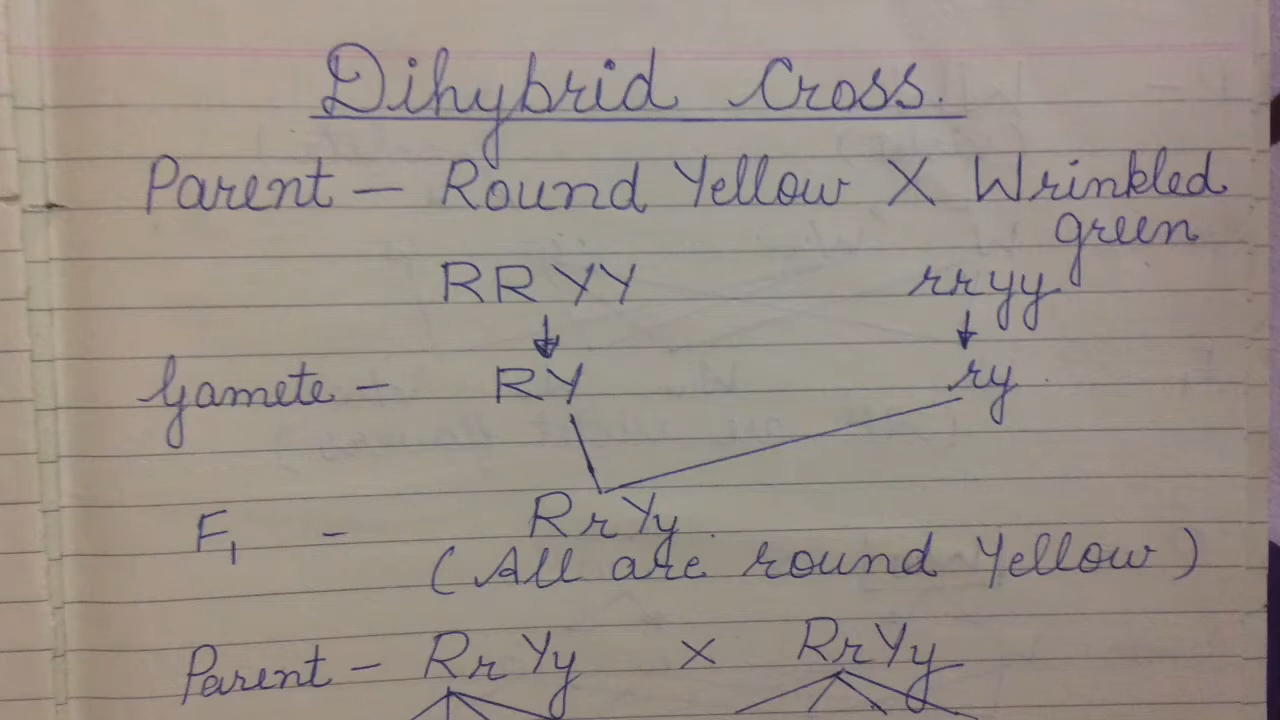 Dihybrid Cross.
Parent - Round Yellow X Wrinkled
green
RRYY rryy
Gamete - RY ry
F1 - RrYy
(All are round Yellow)
Parent - RrYy x RrYy